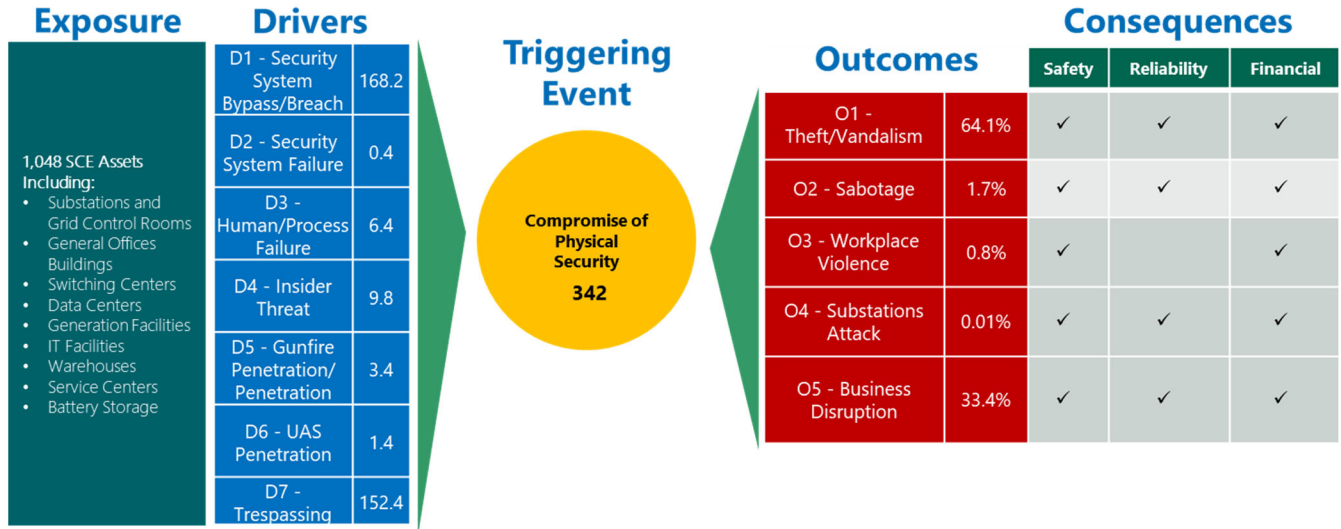 Exposure
1,048 SCE Assets
Including:
• Substations and
Grid Control Rooms
• General Offices
Buildings
• Switching Centers
• Data Centers
• Generation Facilities
• IT Facilities
• Warehouses
• Service Centers
• Battery Storage
Drivers
D1 - Security
System
Bypass/Breach
168.2
D2 - Security
System Failure
0.4
D3 -
Human/Process
Failure
6.4
D4 - Insider
Threat
9.8
D5 - Gunfire
Penetration/
Penetration
3.4
D6 - UAS
Penetration
1.4
D7 -
Trespassing
152.4
Triggering
Event
Compromise of
Physical
Security
342
Outcomes
Consequences
Safety Reliability Financial
O1 -
Theft/Vandalism
64.1% ✓ ✓ ✓
O2 - Sabotage 1.7% ✓ ✓ ✓
O3 - Workplace
Violence
0.8% ✓ ✓
O4 - Substations
Attack
0.01% ✓ ✓ ✓
O5 - Business
Disruption
33.4% ✓ ✓ ✓